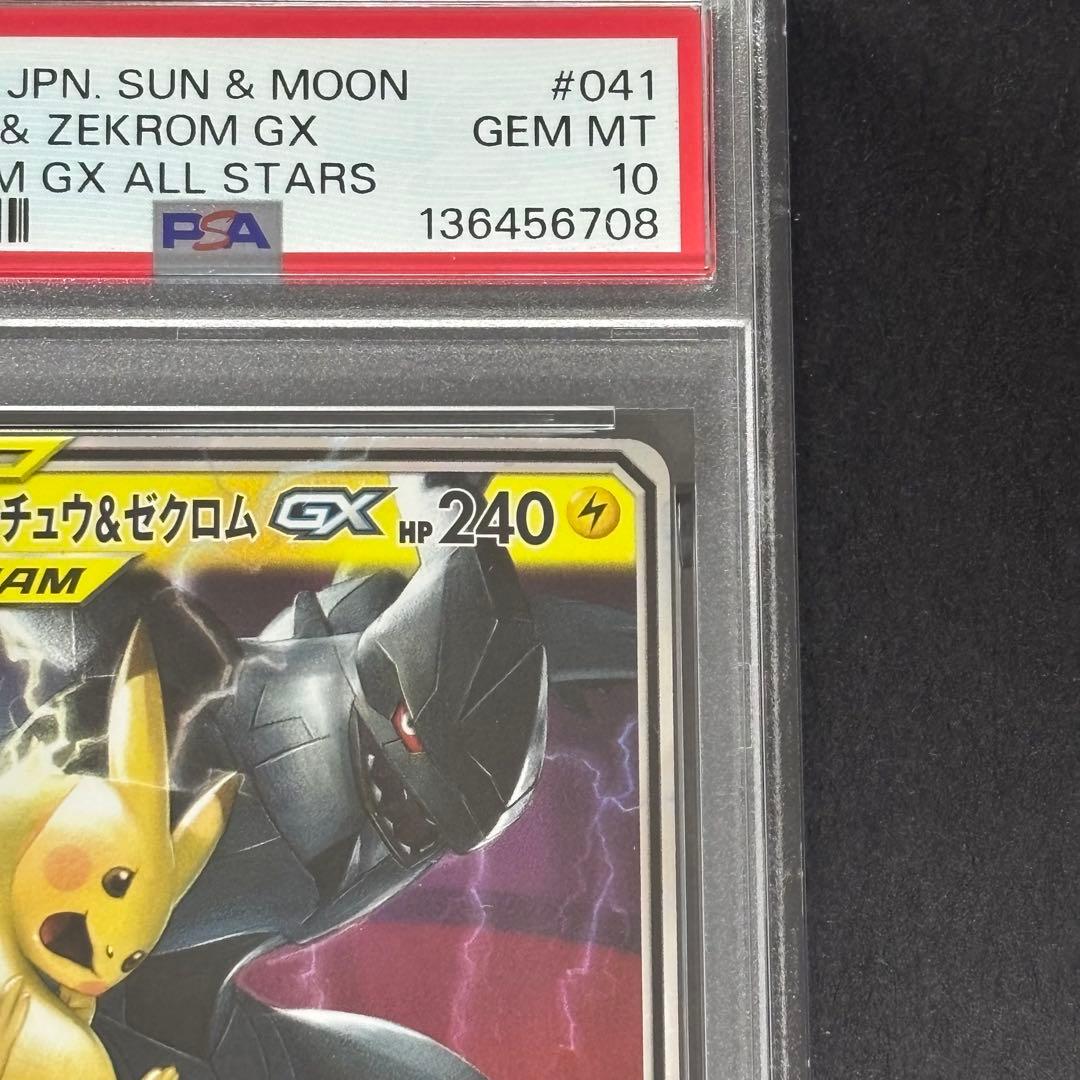 JPN. SUN & MOON #041
& ZEKROM GX GEM MT
M GX ALL STARS 10
PSA 136456708
チュウ&ゼクロム GX HP 240
AM